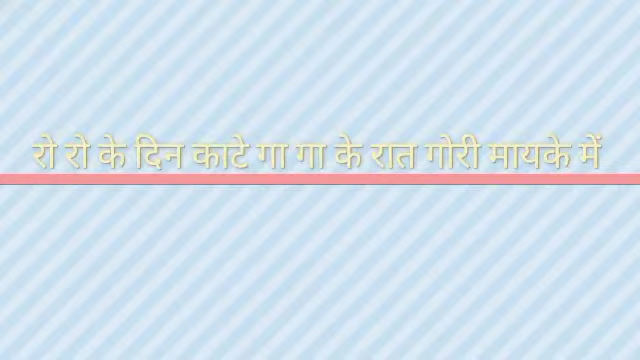 रो रो के दिन काटे गा गा के रात गोरी मायके में